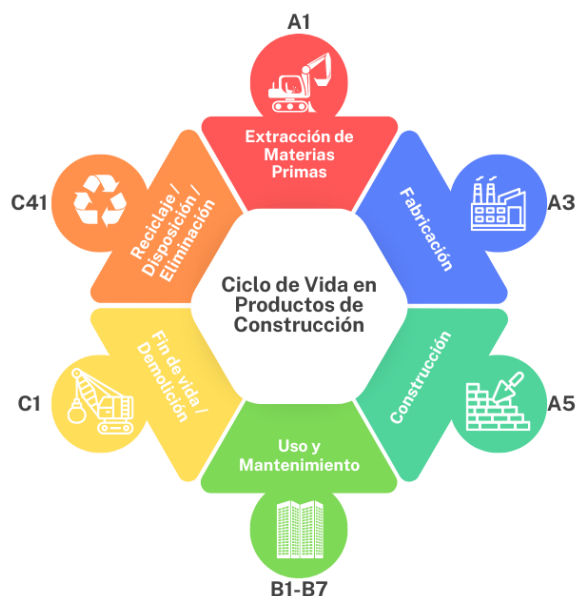 A1
Extracción de
Materias
Primas
A3
Fabricación
A5
Construcción
B1-B7
Uso y
Mantenimiento
C1
Fin de vida /
Demolición
C41
Reciclaje /
Disposición /
Eliminación
Ciclo de Vida en
Productos de
Construcción